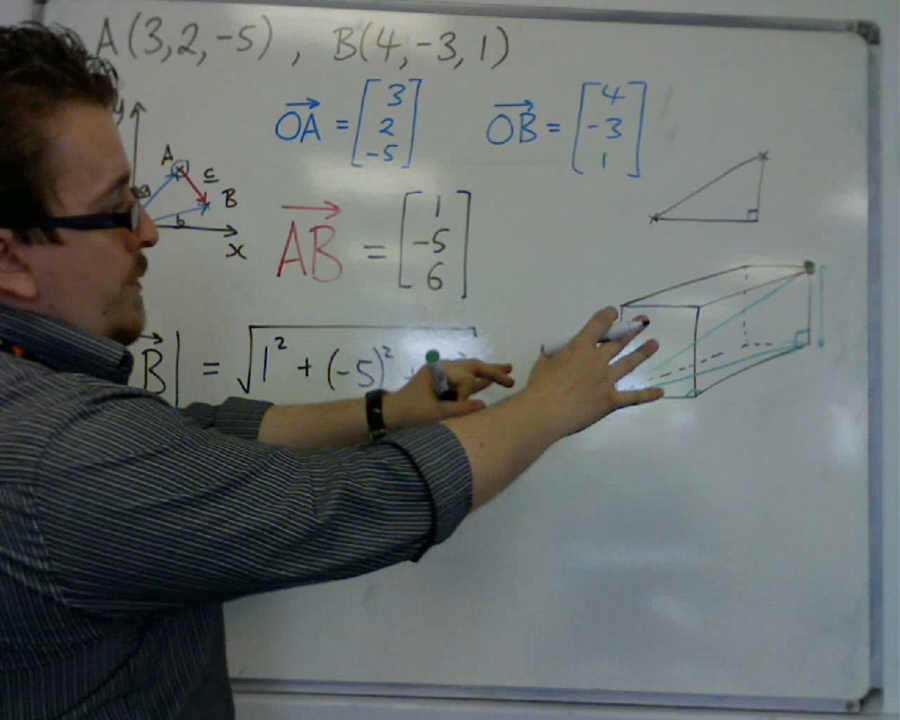 A(3,2,-5) , B(4,-3,1)
OA = [3 2 -5]
OB = [4 -3 1]
y
A
c
B
b
x
AB = [1 -5 6]
B| = √1² + (-5)² +